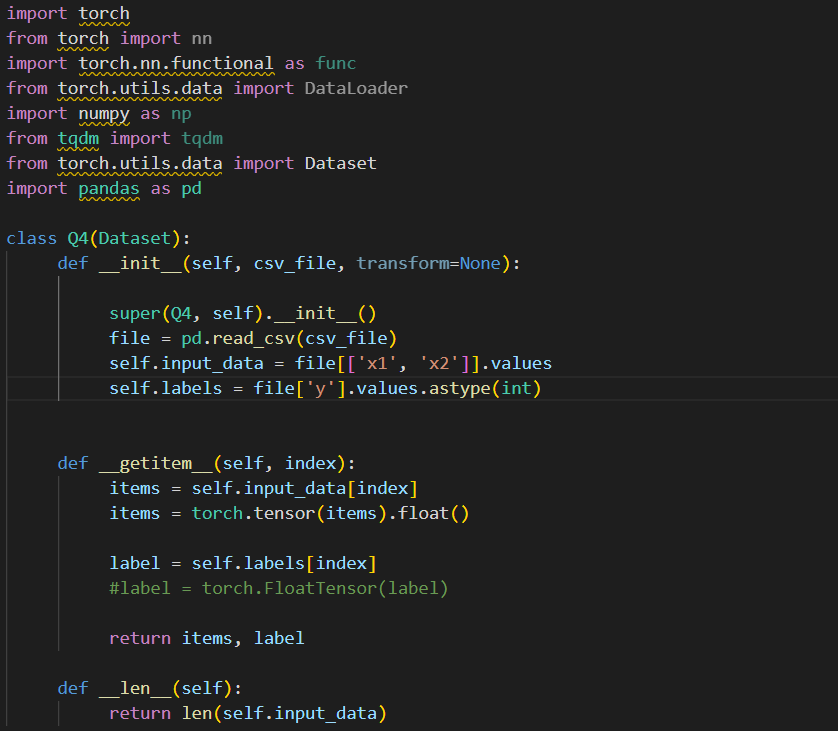 import torch
from torch import nn
import torch.nn.functional as func
from torch.utils.data import DataLoader
import numpy as np
from tqdm import tqdm
from torch.utils.data import Dataset
import pandas as pd
class Q4(Dataset):
def __init__(self, csv_file, transform=None):
super(Q4, self).__init__()
file = pd.read_csv(csv_file)
self.input_data = file[['x1', 'x2']].values
self.labels = file['y'].values.astype(int)
def __getitem__(self, index):
items = self.input_data[index]
items = torch.tensor(items).float()
label = self.labels[index]
#label = torch.FloatTensor(label)
return items, label
def __len__(self):
return len(self.input_data)